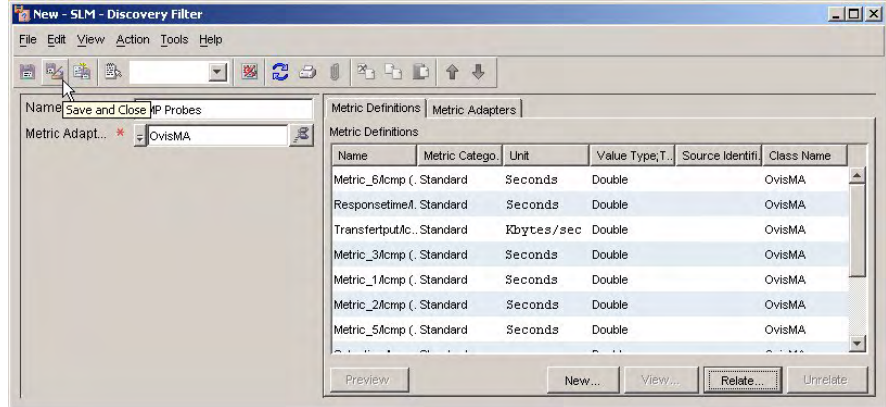 New - SLM - Discovery Filter
File Edit View Action Tools Help
Name MP Probes
Save and Close
Metric Adapt... * OvisMA
Metric Definitions Metric Adapters
Metric Definitions
Name Metric Catego. Unit Value Type;T.. Source Identifi. Class Name
Metric_6/Icmp (. Standard Seconds Double OvisMA
Responsetime/I. Standard Seconds Double OvisMA
Transfertput/Ic.. Standard Kbytes/sec Double OvisMA
Metric_3/Icmp (. Standard Seconds Double OvisMA
Metric_1/Icmp (. Standard Seconds Double OvisMA
Metric_2/Icmp (. Standard Seconds Double OvisMA
Metric_5/Icmp (. Standard Seconds Double OvisMA
Preview New... View... Relate... Unrelate